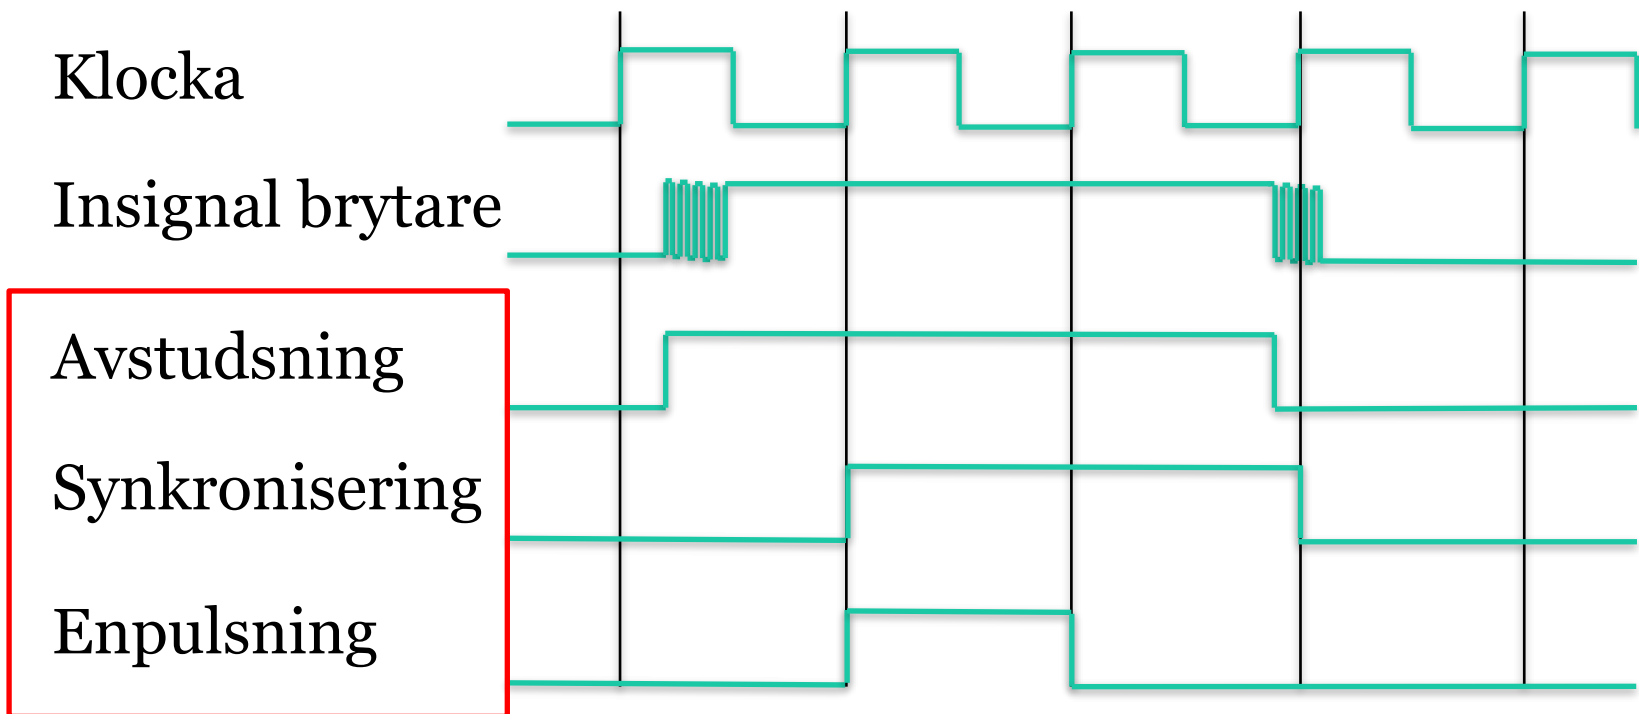 Klocka
Insignal brytare
Avstudsning
Synkronisering
Enpulsning